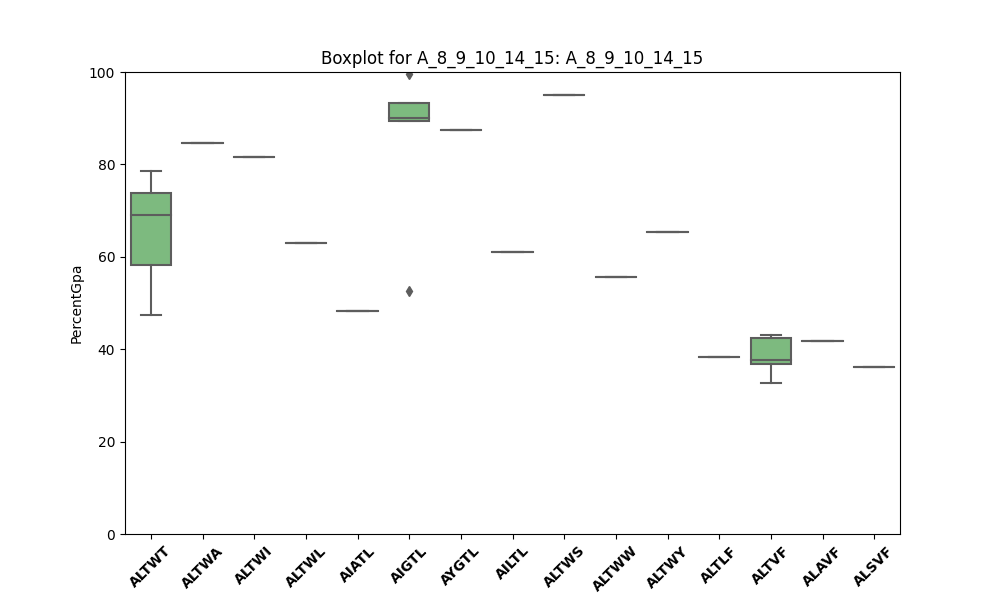 Boxplot for A_8_9_10_14_15: A_8_9_10_14_15
PercentGpa
100
80
60
40
20
0
ALTWT
ALTWA
ALTWI
ALTWL
AIATL
AIGTL
AYGTL
AILTL
ALTWS
ALTWW
ALTWY
ALTLF
ALTVF
ALAVF
ALSVF